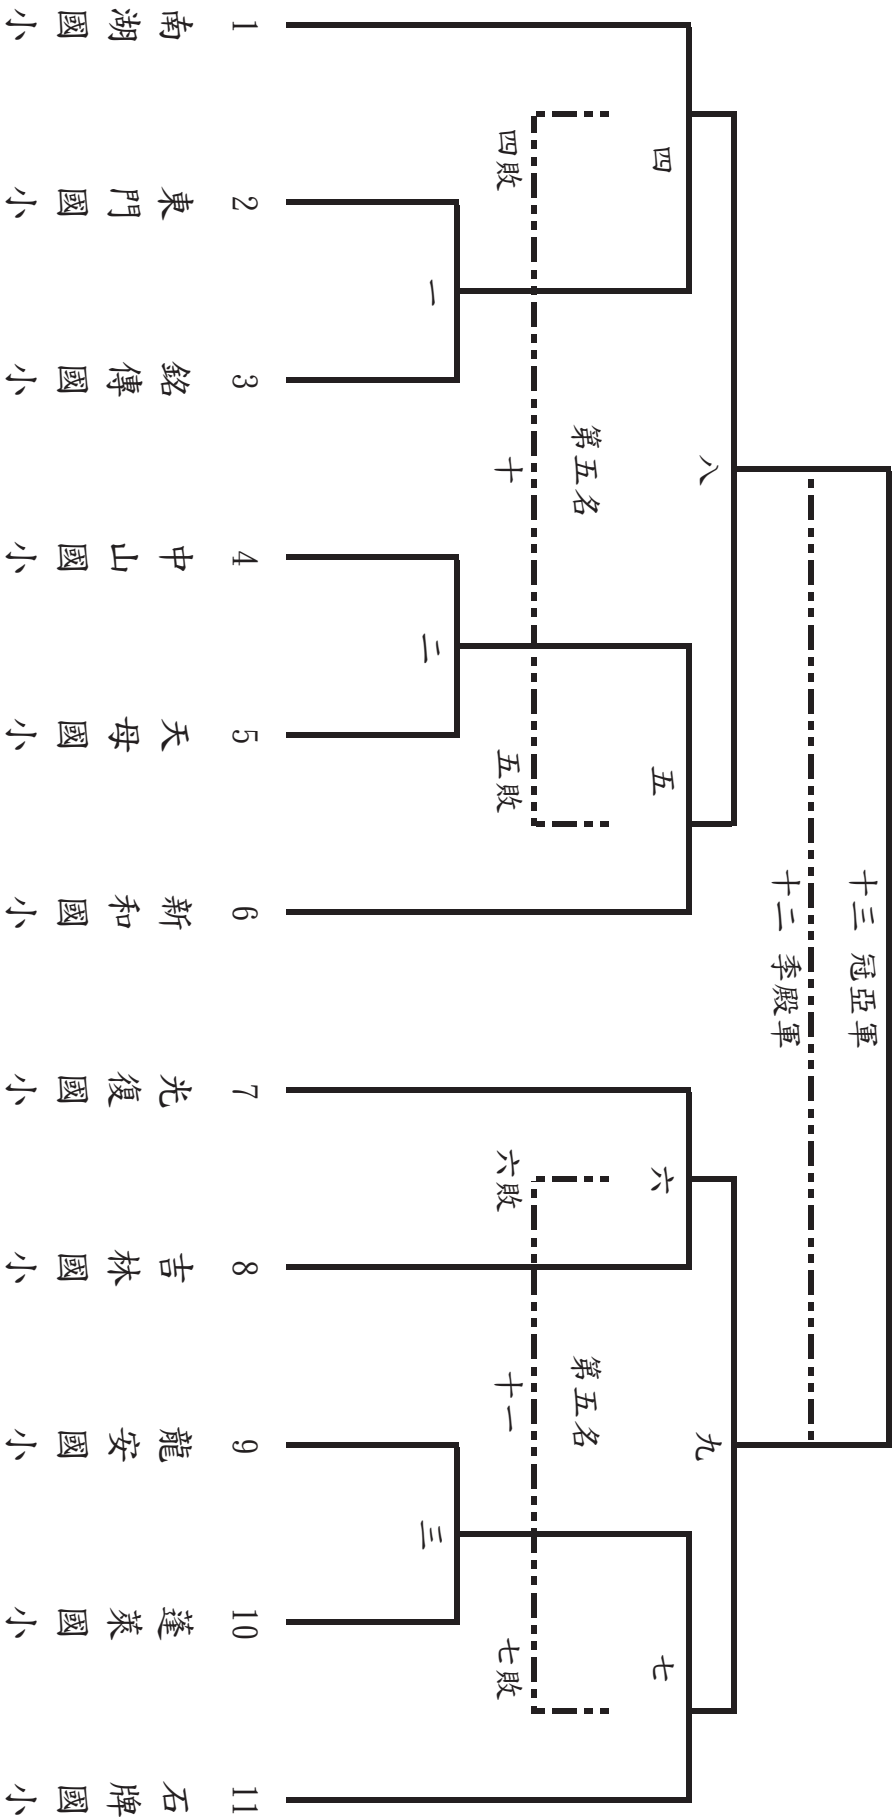 十三 冠亞軍
十二 季殿軍
八
九
四
五
六
七
第五名
第五名
四敗
十
五敗
六敗
十一
七敗
一
二
三
1
2
3
4
5
6
7
8
9
10
11
南湖國小
東門國小
銘傳國小
中山國小
天母國小
新和國小
光復國小
吉林國小
龍安國小
蓬萊國小
石牌國小